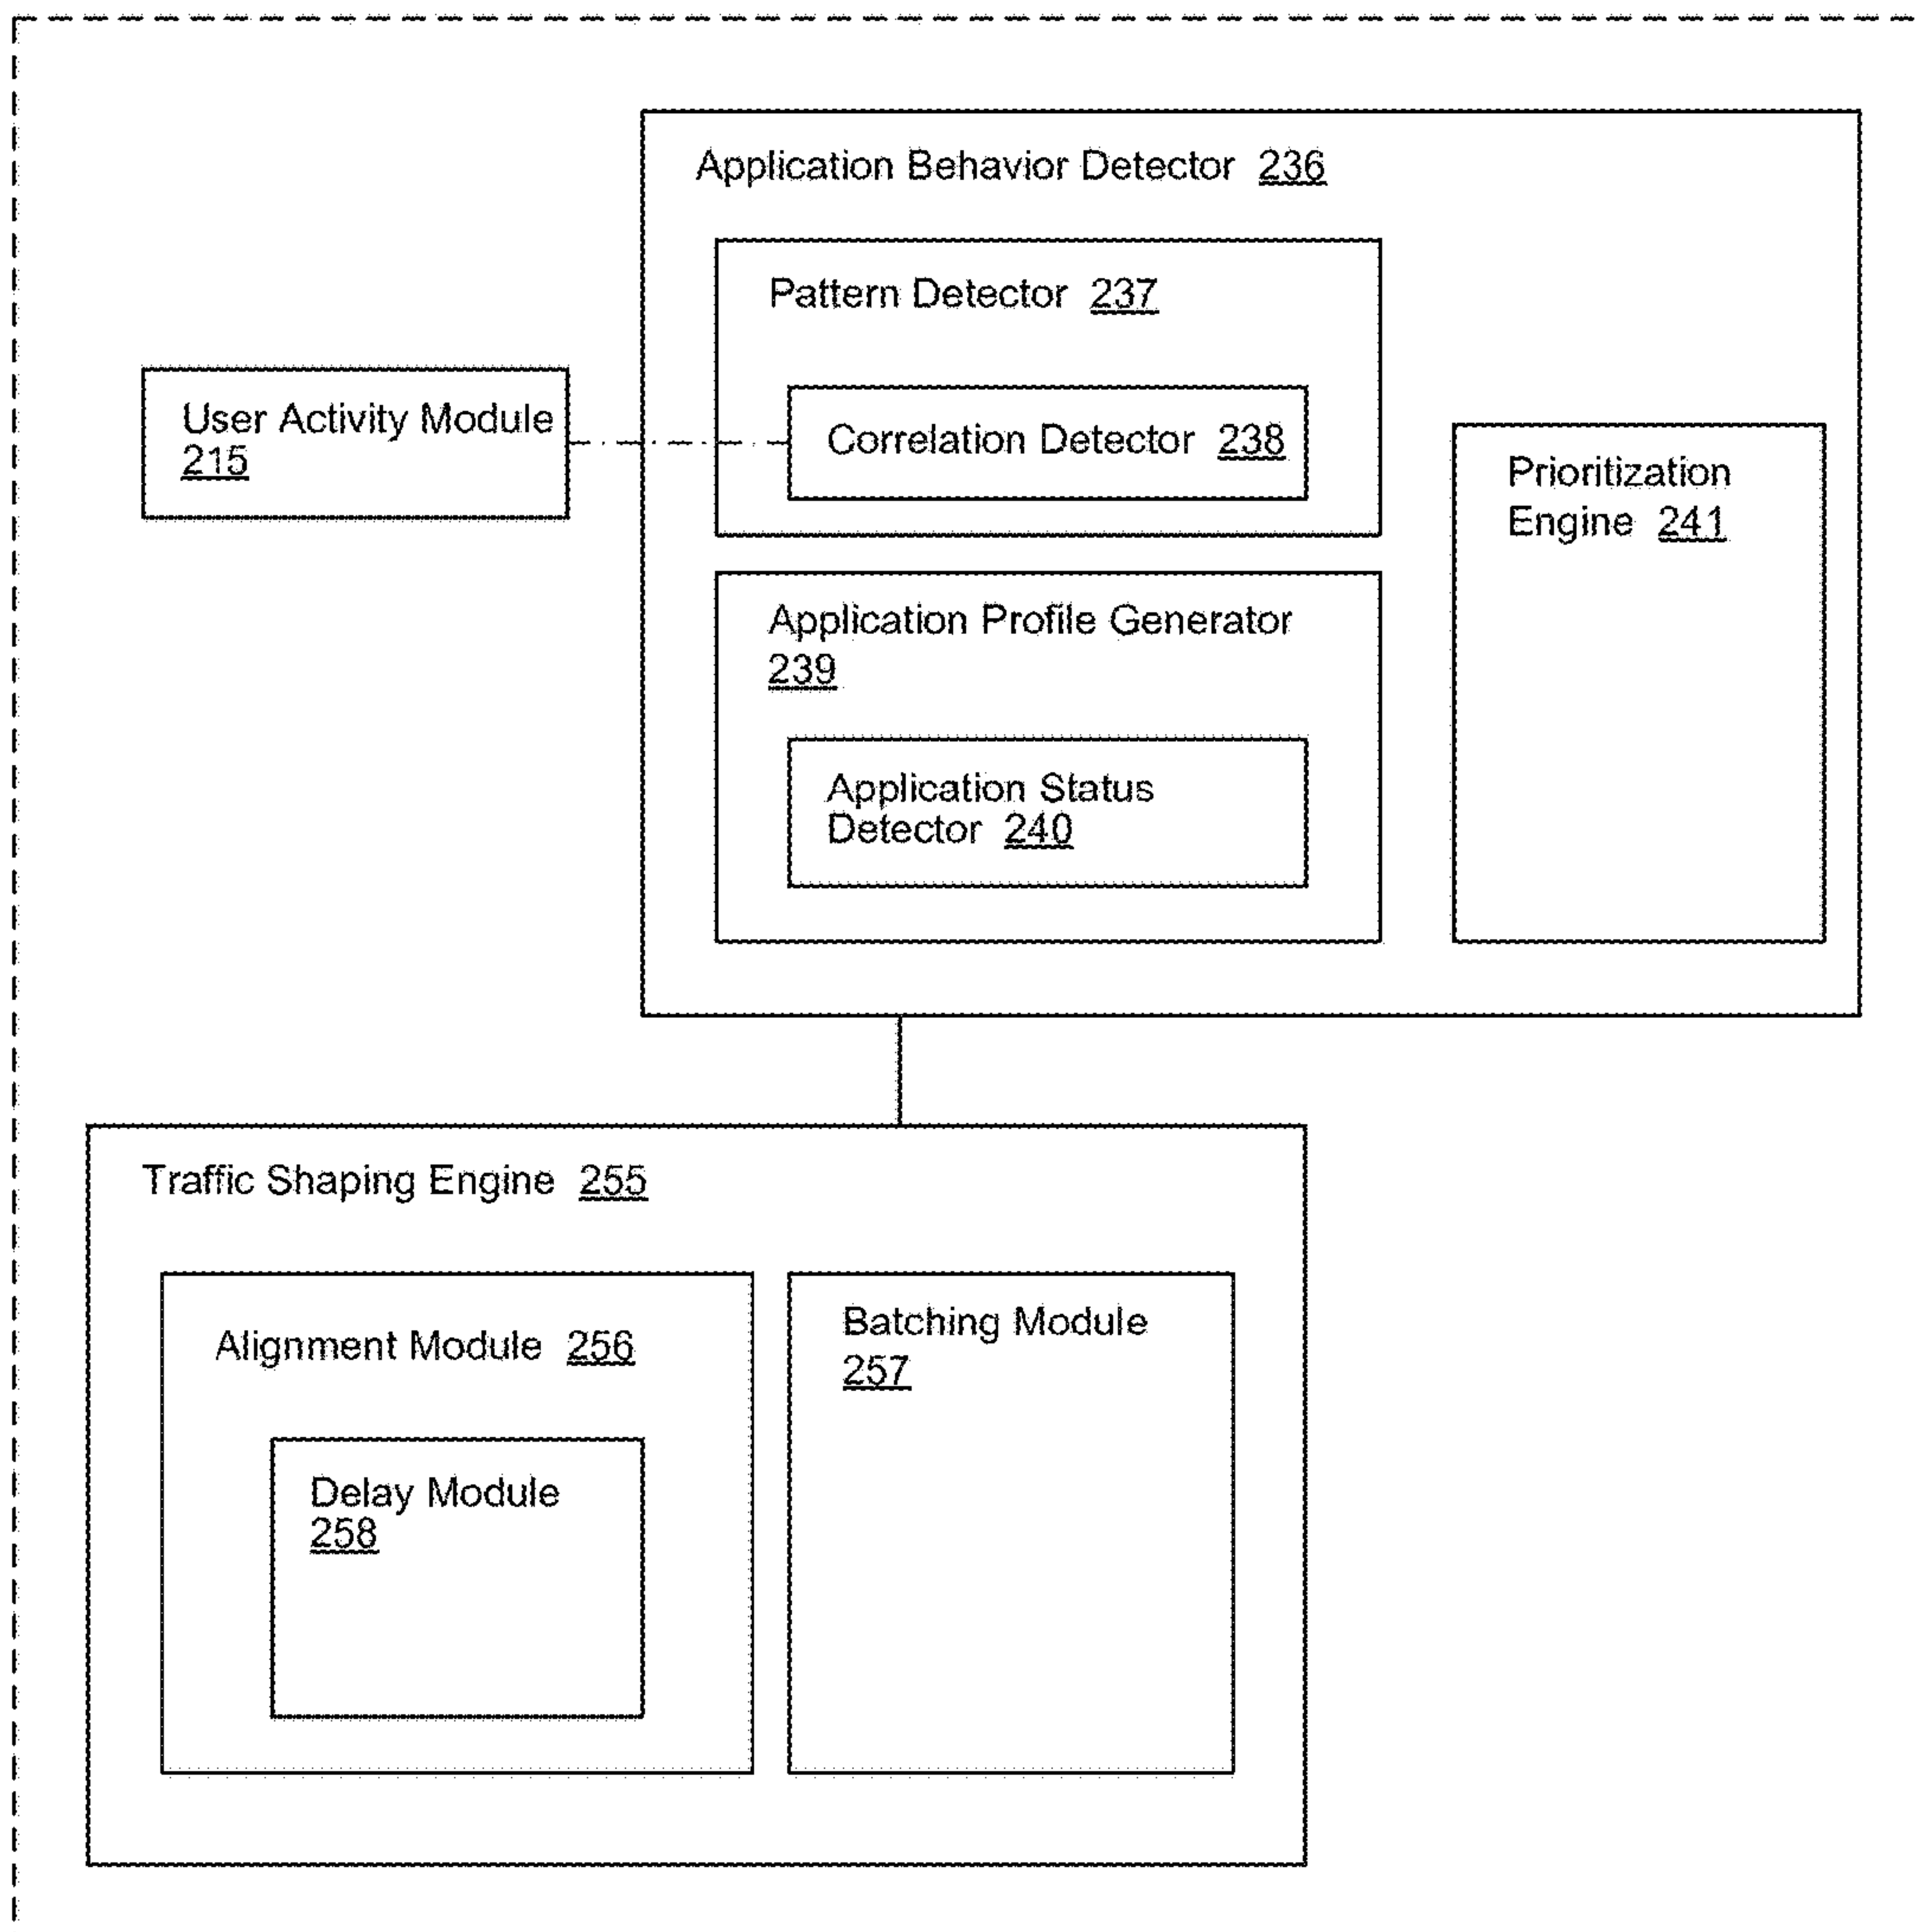 Application Behavior Detector 236
Pattern Detector 237
User Activity Module
215
Correlation Detector 238
Prioritization
Engine 241
Application Profile Generator
239
Application Status
Detector 240
Traffic Shaping Engine 255
Alignment Module 256
Batching Module
257
Delay Module
258